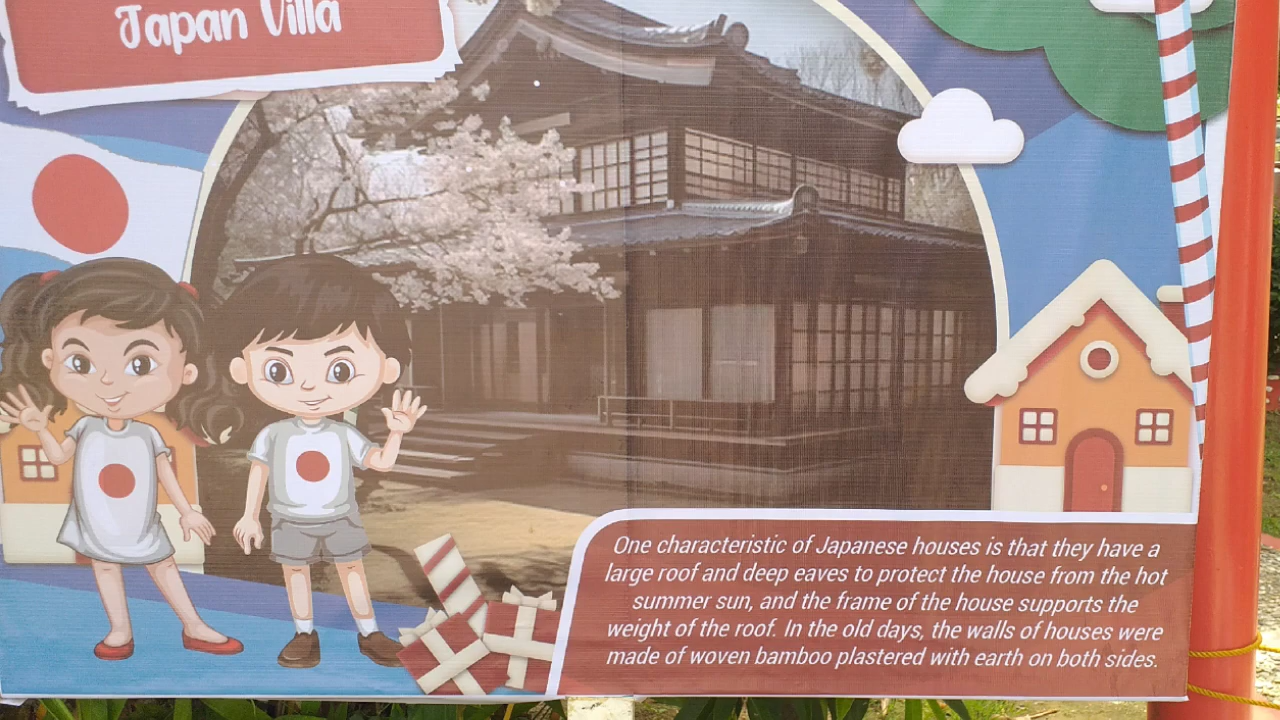 Japan Villa
One characteristic of Japanese houses is that they have a
large roof and deep eaves to protect the house from the hot
summer sun, and the frame of the house supports the
weight of the roof. In the old days, the walls of houses were
made of woven bamboo plastered with earth on both sides.